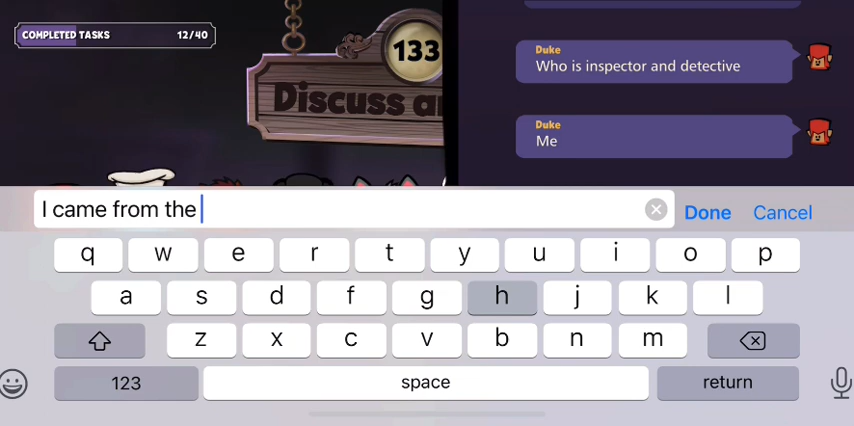 COMPLETED TASKS 12/40
133
Discuss a
Duke
Who is inspector and detective
Duke
Me
I came from the
Done Cancel
q w e r t y u i o p
a s d f g h j k l
z x c v b n m
123 space return